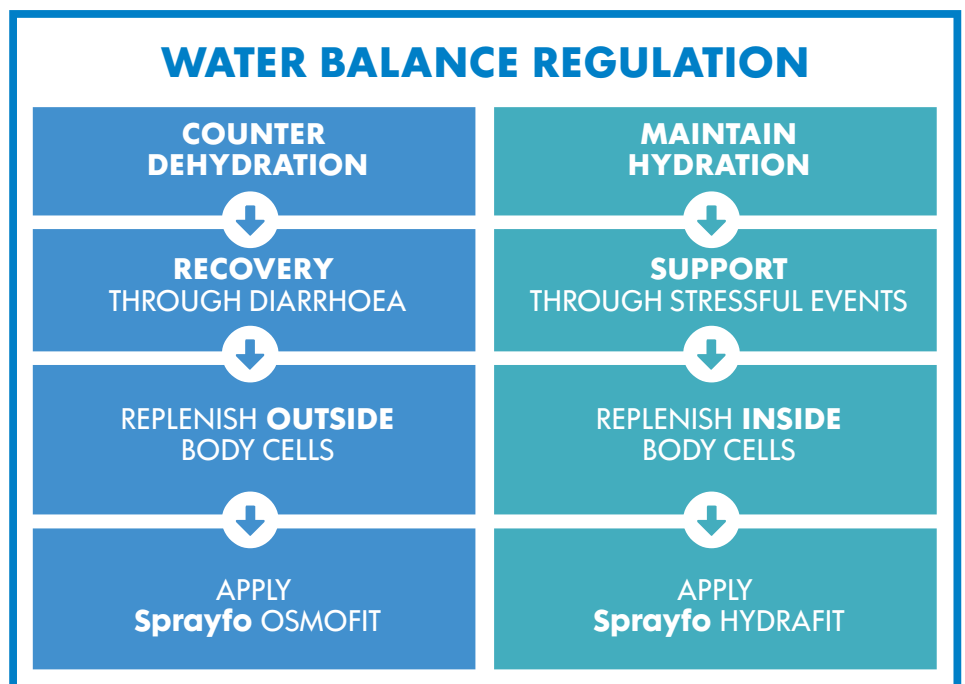 WATER BALANCE REGULATION
COUNTER
DEHYDRATION
RECOVERY
THROUGH DIARRHOEA
REPLENISH OUTSIDE
BODY CELLS
APPLY
Sprayfo OSMOFIT
MAINTAIN
HYDRATION
SUPPORT
THROUGH STRESSFUL EVENTS
REPLENISH INSIDE
BODY CELLS
APPLY
Sprayfo HYDRAFIT